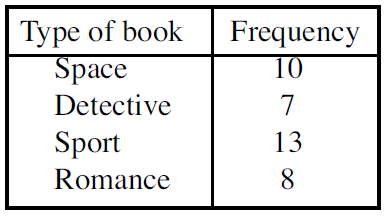 Type of book Frequency
Space 10
Detective 7
Sport 13
Romance 8